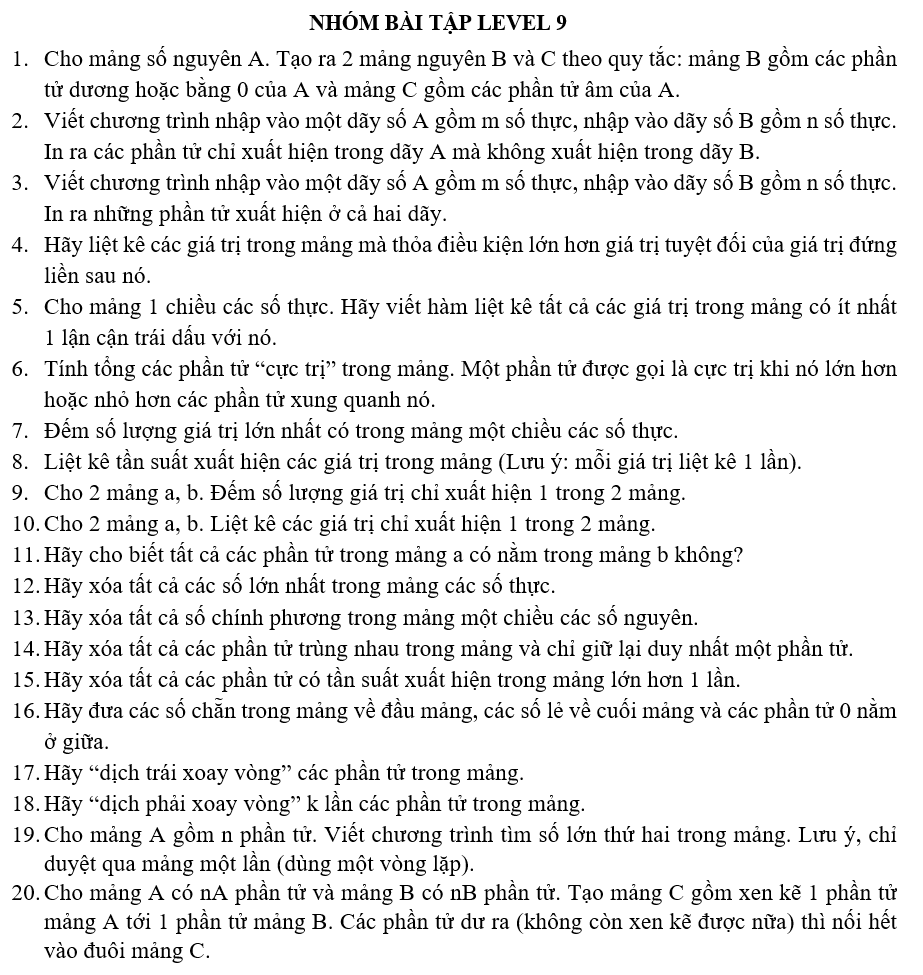 NHÓM BÀI TẬP LEVEL 9
1. Cho mảng số nguyên A. Tạo ra 2 mảng nguyên B và C theo quy tắc: mảng B gồm các phần
tử dương hoặc bằng 0 của A và mảng C gồm các phần tử âm của A.
2. Viết chương trình nhập vào một dãy số A gồm m số thực, nhập vào dãy số B gồm n số thực.
In ra các phần tử chỉ xuất hiện trong dãy A mà không xuất hiện trong dãy B.
3. Viết chương trình nhập vào một dãy số A gồm m số thực, nhập vào dãy số B gồm n số thực.
In ra những phần tử xuất hiện ở cả hai dãy.
4. Hãy liệt kê các giá trị trong mảng mà thỏa điều kiện lớn hơn giá trị tuyệt đối của giá trị đứng
liền sau nó.
5. Cho mảng 1 chiều các số thực. Hãy viết hàm liệt kê tất cả các giá trị trong mảng có ít nhất
1 lận cận trái dấu với nó.
6. Tính tổng các phần tử “cực trị” trong mảng. Một phần tử được gọi là cực trị khi nó lớn hơn
hoặc nhỏ hơn các phần tử xung quanh nó.
7. Đếm số lượng giá trị lớn nhất có trong mảng một chiều các số thực.
8. Liệt kê tần suất xuất hiện các giá trị trong mảng (Lưu ý: mỗi giá trị liệt kê 1 lần).
9. Cho 2 mảng a, b. Đếm số lượng giá trị chỉ xuất hiện 1 trong 2 mảng.
10. Cho 2 mảng a, b. Liệt kê các giá trị chỉ xuất hiện 1 trong 2 mảng.
11. Hãy cho biết tất cả các phần tử trong mảng a có nằm trong mảng b không?
12. Hãy xóa tất cả các số lớn nhất trong mảng các số thực.
13. Hãy xóa tất cả số chính phương trong mảng một chiều các số nguyên.
14. Hãy xóa tất cả các phần tử trùng nhau trong mảng và chỉ giữ lại duy nhất một phần tử.
15. Hãy xóa tất cả các phần tử có tần suất xuất hiện trong mảng lớn hơn 1 lần.
16. Hãy đưa các số chẵn trong mảng về đầu mảng, các số lẻ về cuối mảng và các phần tử 0 nằm
ở giữa.
17. Hãy “dịch trái xoay vòng” các phần tử trong mảng.
18. Hãy “dịch phải xoay vòng” k lần các phần tử trong mảng.
19. Cho mảng A gồm n phần tử. Viết chương trình tìm số lớn thứ hai trong mảng. Lưu ý, chỉ
duyệt qua mảng một lần (dùng một vòng lặp).
20. Cho mảng A có nA phần tử và mảng B có nB phần tử. Tạo mảng C gồm xen kẽ 1 phần tử
mảng A tới 1 phần tử mảng B. Các phần tử dư ra (không còn xen kẽ được nữa) thì nối hết
vào đuôi mảng C.